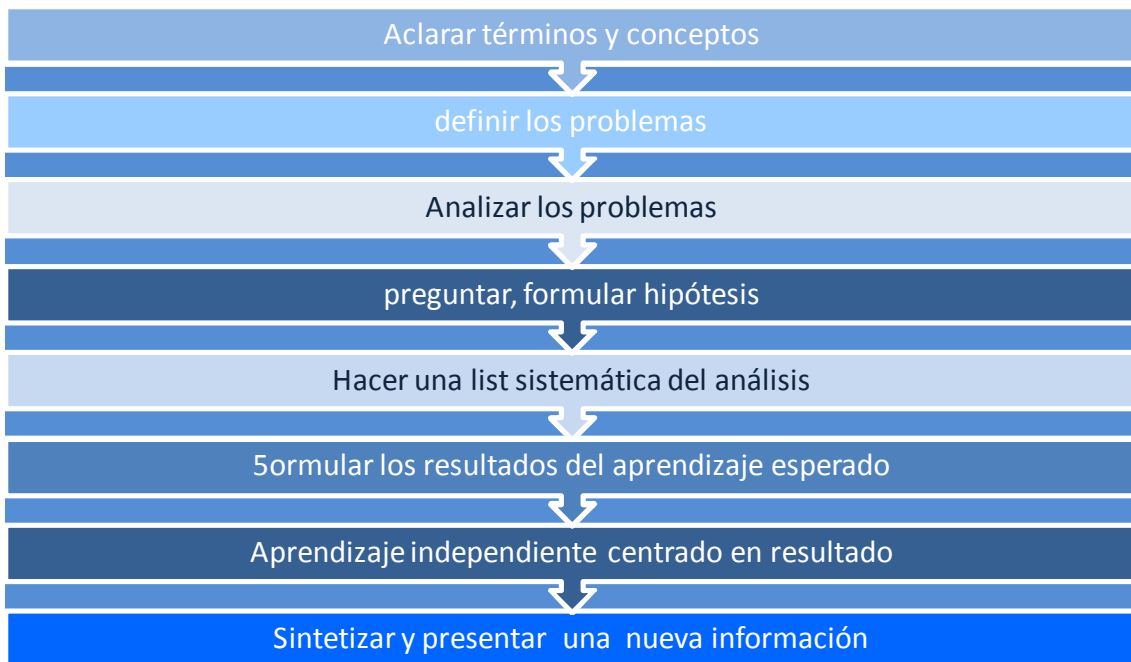 Aclarar términos y conceptos
definir los problemas
Analizar los problemas
preguntar, formular hipótesis
Hacer una list sistemática del análisis
5ormular los resultados del aprendizaje esperado
Aprendizaje independiente centrado en resultado
Sintetizar y presentar una nueva información